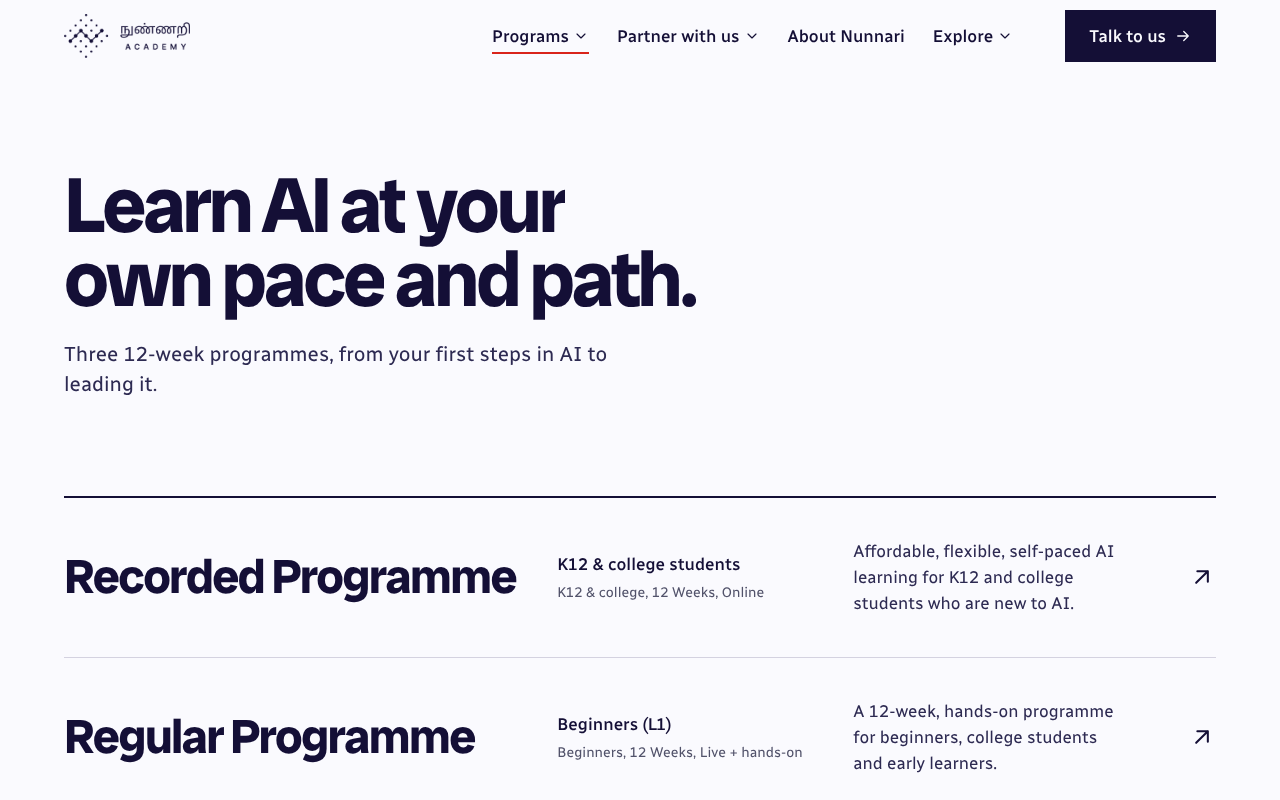 நுண்ணறி
ACADEMY
Programs
Partner with us
About Nunnari
Explore
Talk to us →
Learn AI at your
own pace and path.
Three 12-week programmes, from your first steps in AI to
leading it.
Recorded Programme
K12 & college students
K12 & college, 12 Weeks, Online
Affordable, flexible, self-paced AI
learning for K12 and college
students who are new to AI.
Regular Programme
Beginners (L1)
Beginners, 12 Weeks, Live + hands-on
A 12-week, hands-on programme
for beginners, college students
and early learners.